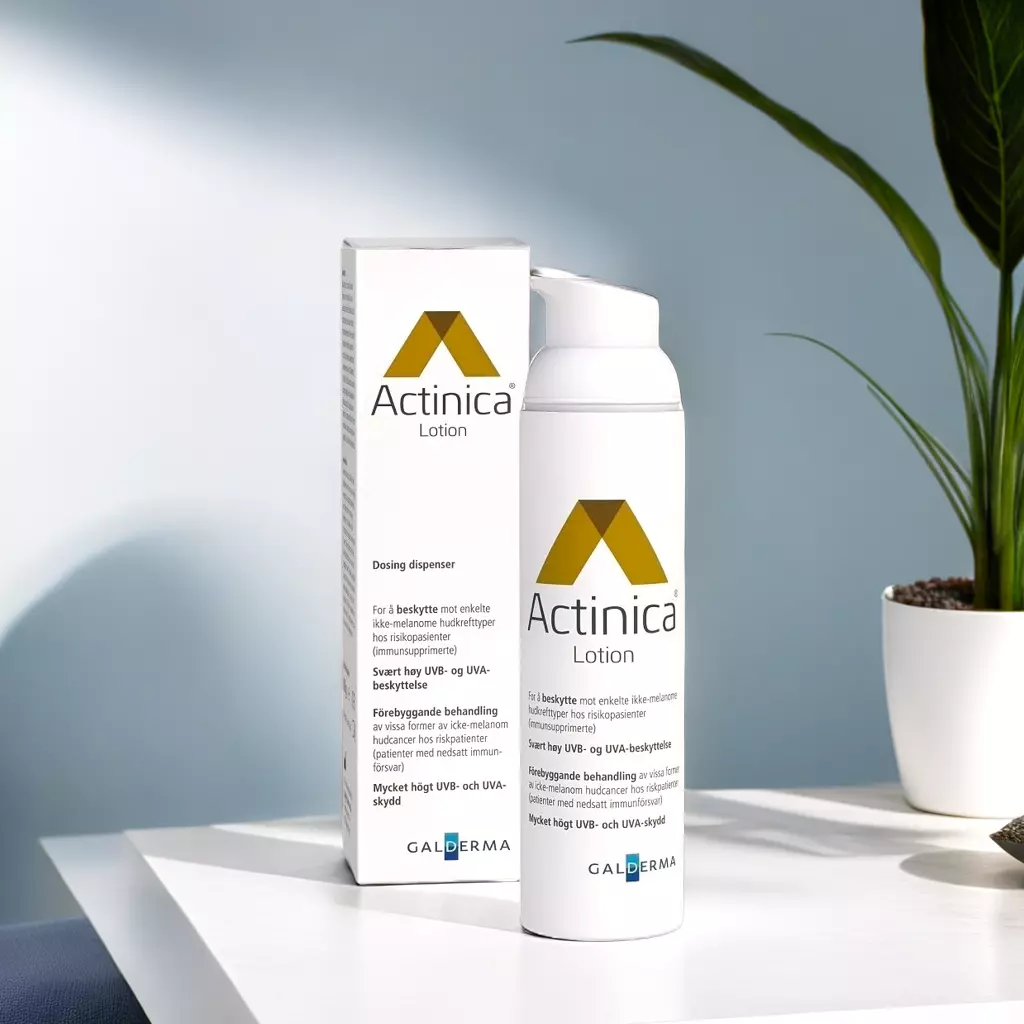 Actinica®
Lotion
Dosing dispenser
For å beskytte mot enkelte
ikke-melanome hudkrefttyper
hos risikopasienter
(immunsupprimerte)
Svært høy UVB- og UVA-
beskyttelse
Förebyggande behandling
av vissa former av icke-melanom
hudcancer hos riskpatienter
(patienter med nedsatt immun-
försvar)
Mycket högt UVB- och UVA-
skydd
GALDERMA
Actinica®
Lotion
For å beskytte mot enkelte ikke-melanome
hudkrefttyper hos risikopasienter
(immunsupprimerte)
Svært høy UVB- og UVA-beskyttelse
Förebyggande behandling av vissa former
av icke-melanom hudcancer hos riskpatienter
(patienter med nedsatt immunförsvar)
Mycket högt UVB- och UVA-skydd
GALDERMA